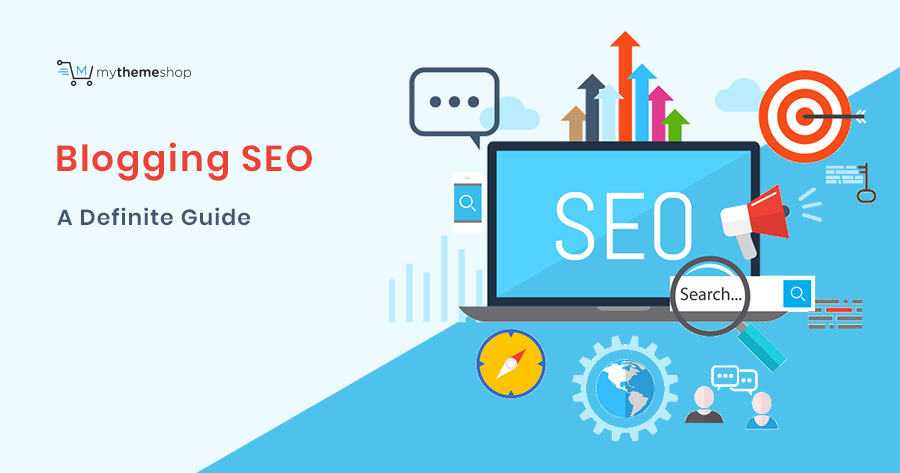 M mythemeshop
Blogging SEO
A Definite Guide
SEO
Search...